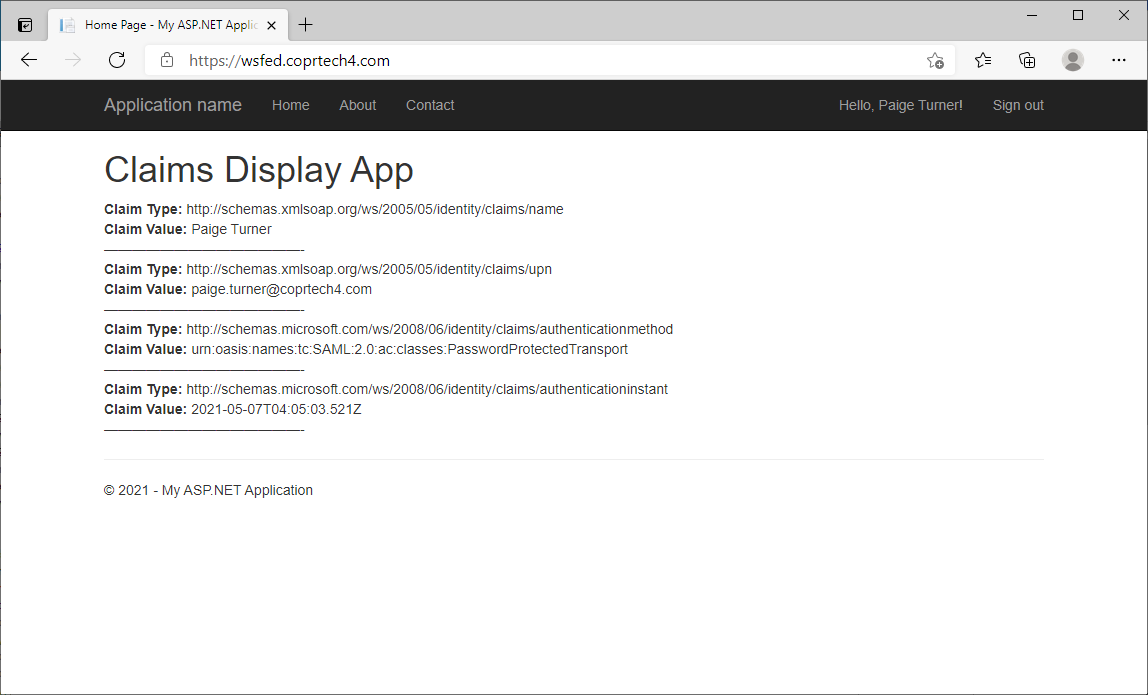 Home Page - My ASP.NET Applic
https://wsfed.coprtech4.com
Application name Home About Contact Hello, Paige Turner! Sign out
Claims Display App
Claim Type: http://schemas.xmlsoap.org/ws/2005/05/identity/claims/name
Claim Value: Paige Turner
Claim Type: http://schemas.xmlsoap.org/ws/2005/05/identity/claims/upn
Claim Value: paige.turner@coprtech4.com
Claim Type: http://schemas.microsoft.com/ws/2008/06/identity/claims/authenticationmethod
Claim Value: urn:oasis:names:tc:SAML:2.0:ac:classes:PasswordProtectedTransport
Claim Type: http://schemas.microsoft.com/ws/2008/06/identity/claims/authenticationinstant
Claim Value: 2021-05-07T04:05:03.521Z
© 2021 - My ASP.NET Application